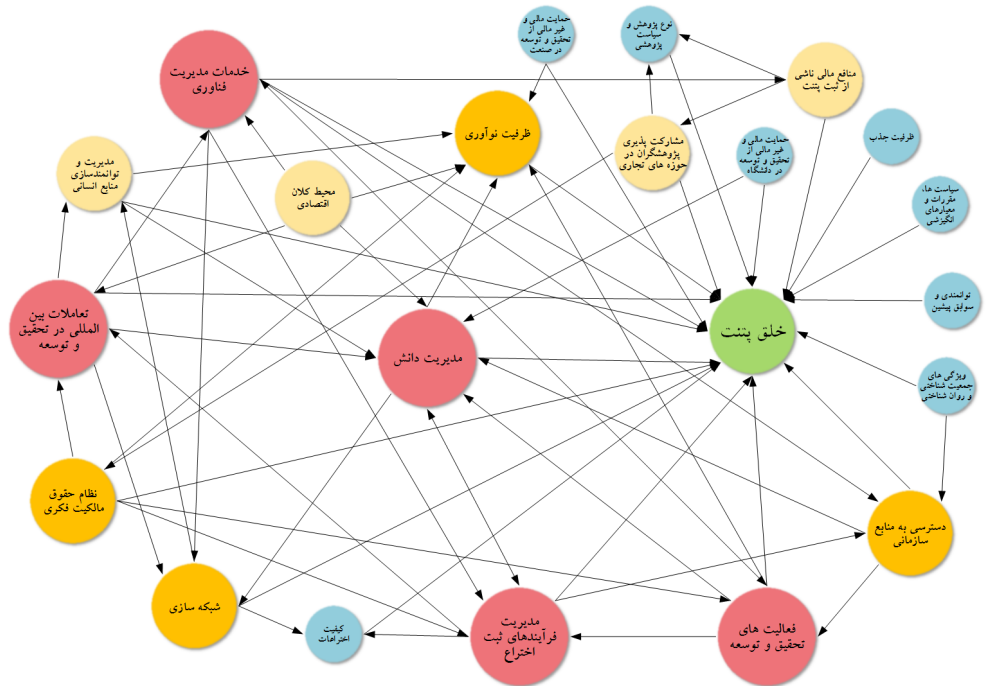 حمایت مالی و
غیر مالی از
تحقیق و توسعه
در صنعت
نوع پژوهش و
سیاست
پژوهشی
خدمات مدیریت
فناوری
منافع مالی ناشی
از ثبت پتنت
ظرفیت نوآوری
مشارکت پذیری
پژوهشگران در
حوزه های تجاری
حمایت مالی و
غیر مالی از
تحقیق و توسعه
در دانشگاه
ظرفیت جذب
مدیریت و
توانمندسازی
منابع انسانی
محیط کلان
اقتصادی
سیاست ها،
مقررات و
معیارهای
انگیزشی
تعاملات بین
المللی در تحقیق
و توسعه
مدیریت دانش
خلق پتنت
توانمندی و
سوابق پیشین
ویژگی های
جمعیت شناختی
و روان شناختی
نظام حقوق
مالکیت فکری
دسترسی به منابع
سازمانی
شبکه سازی
کیفیت
اختراعات
مدیریت
فرآیندهای ثبت
اختراع
فعالیت های
تحقیق و توسعه